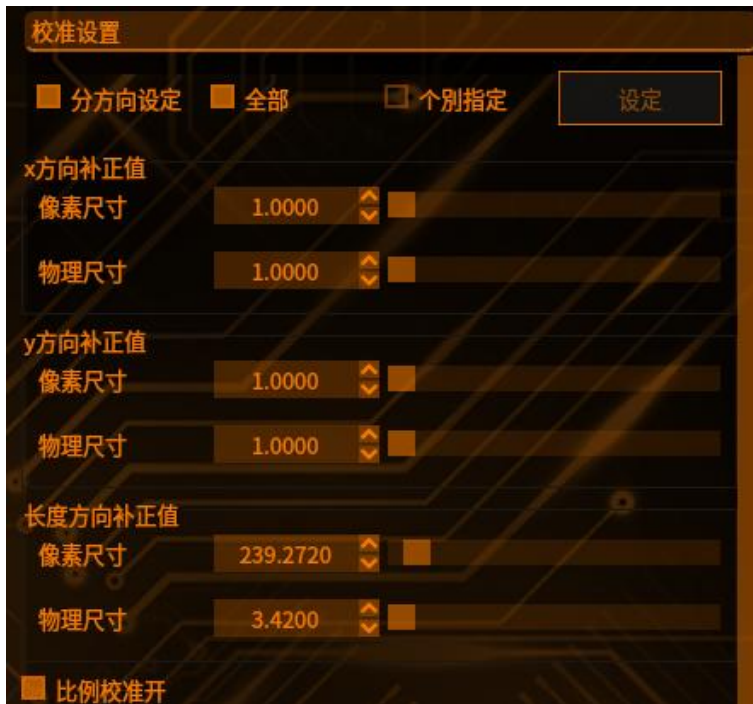 校准设置
分方向设定 全部 个别指定 设定
x方向补正值
像素尺寸 1.0000
物理尺寸 1.0000
y方向补正值
像素尺寸 1.0000
物理尺寸 1.0000
长度方向补正值
像素尺寸 239.2720
物理尺寸 3.4200
比例校准开